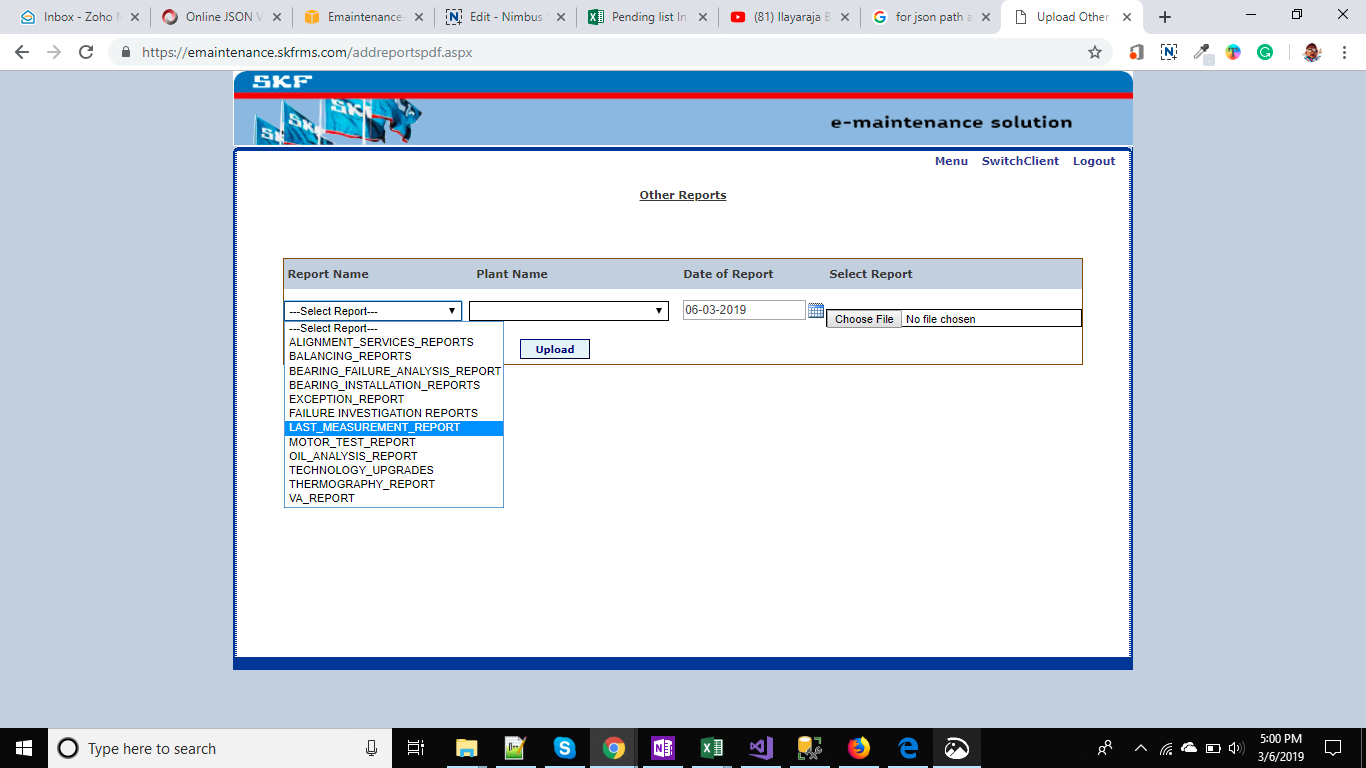 Inbox - Zoho M
Online JSON V
Emaintenance-
Edit - Nimbus
Pending list In
(81) Ilayaraja B
for json path a
Upload Other
https://emaintenance.skfrms.com/addreportspdf.aspx
SKF
e-maintenance solution
Menu SwitchClient Logout
Other Reports
Report Name Plant Name Date of Report Select Report
---Select Report--- 06-03-2019 Choose File No file chosen
---Select Report---
ALIGNMENT_SERVICES_REPORTS
BALANCING_REPORTS
Upload
BEARING_FAILURE_ANALYSIS_REPORT
BEARING_INSTALLATION_REPORTS
EXCEPTION_REPORT
FAILURE INVESTIGATION REPORTS
LAST_MEASUREMENT_REPORT
MOTOR_TEST_REPORT
OIL_ANALYSIS_REPORT
TECHNOLOGY_UPGRADES
THERMOGRAPHY_REPORT
VA_REPORT
Type here to search
5:00 PM
3/6/2019